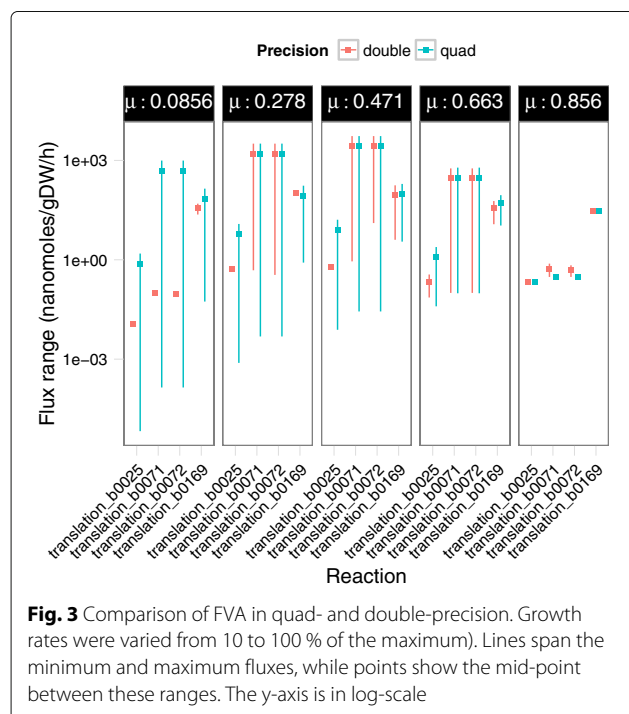 Precision double quad
μ : 0.0856 μ : 0.278 μ : 0.471 μ : 0.663 μ : 0.856
Flux range (nanomoles/gDW/h)
1e+03
1e+00
1e−03
translation_b0025 translation_b0071 translation_b0072 translation_b0169 translation_b0025 translation_b0071 translation_b0072 translation_b0169 translation_b0025 translation_b0071 translation_b0072 translation_b0169 translation_b0025 translation_b0071 translation_b0072 translation_b0169 translation_b0025 translation_b0071 translation_b0072 translation_b0169
Reaction
Fig. 3 Comparison of FVA in quad- and double-precision. Growth
rates were varied from 10 to 100 % of the maximum). Lines span the
minimum and maximum fluxes, while points show the mid-point
between these ranges. The y-axis is in log-scale